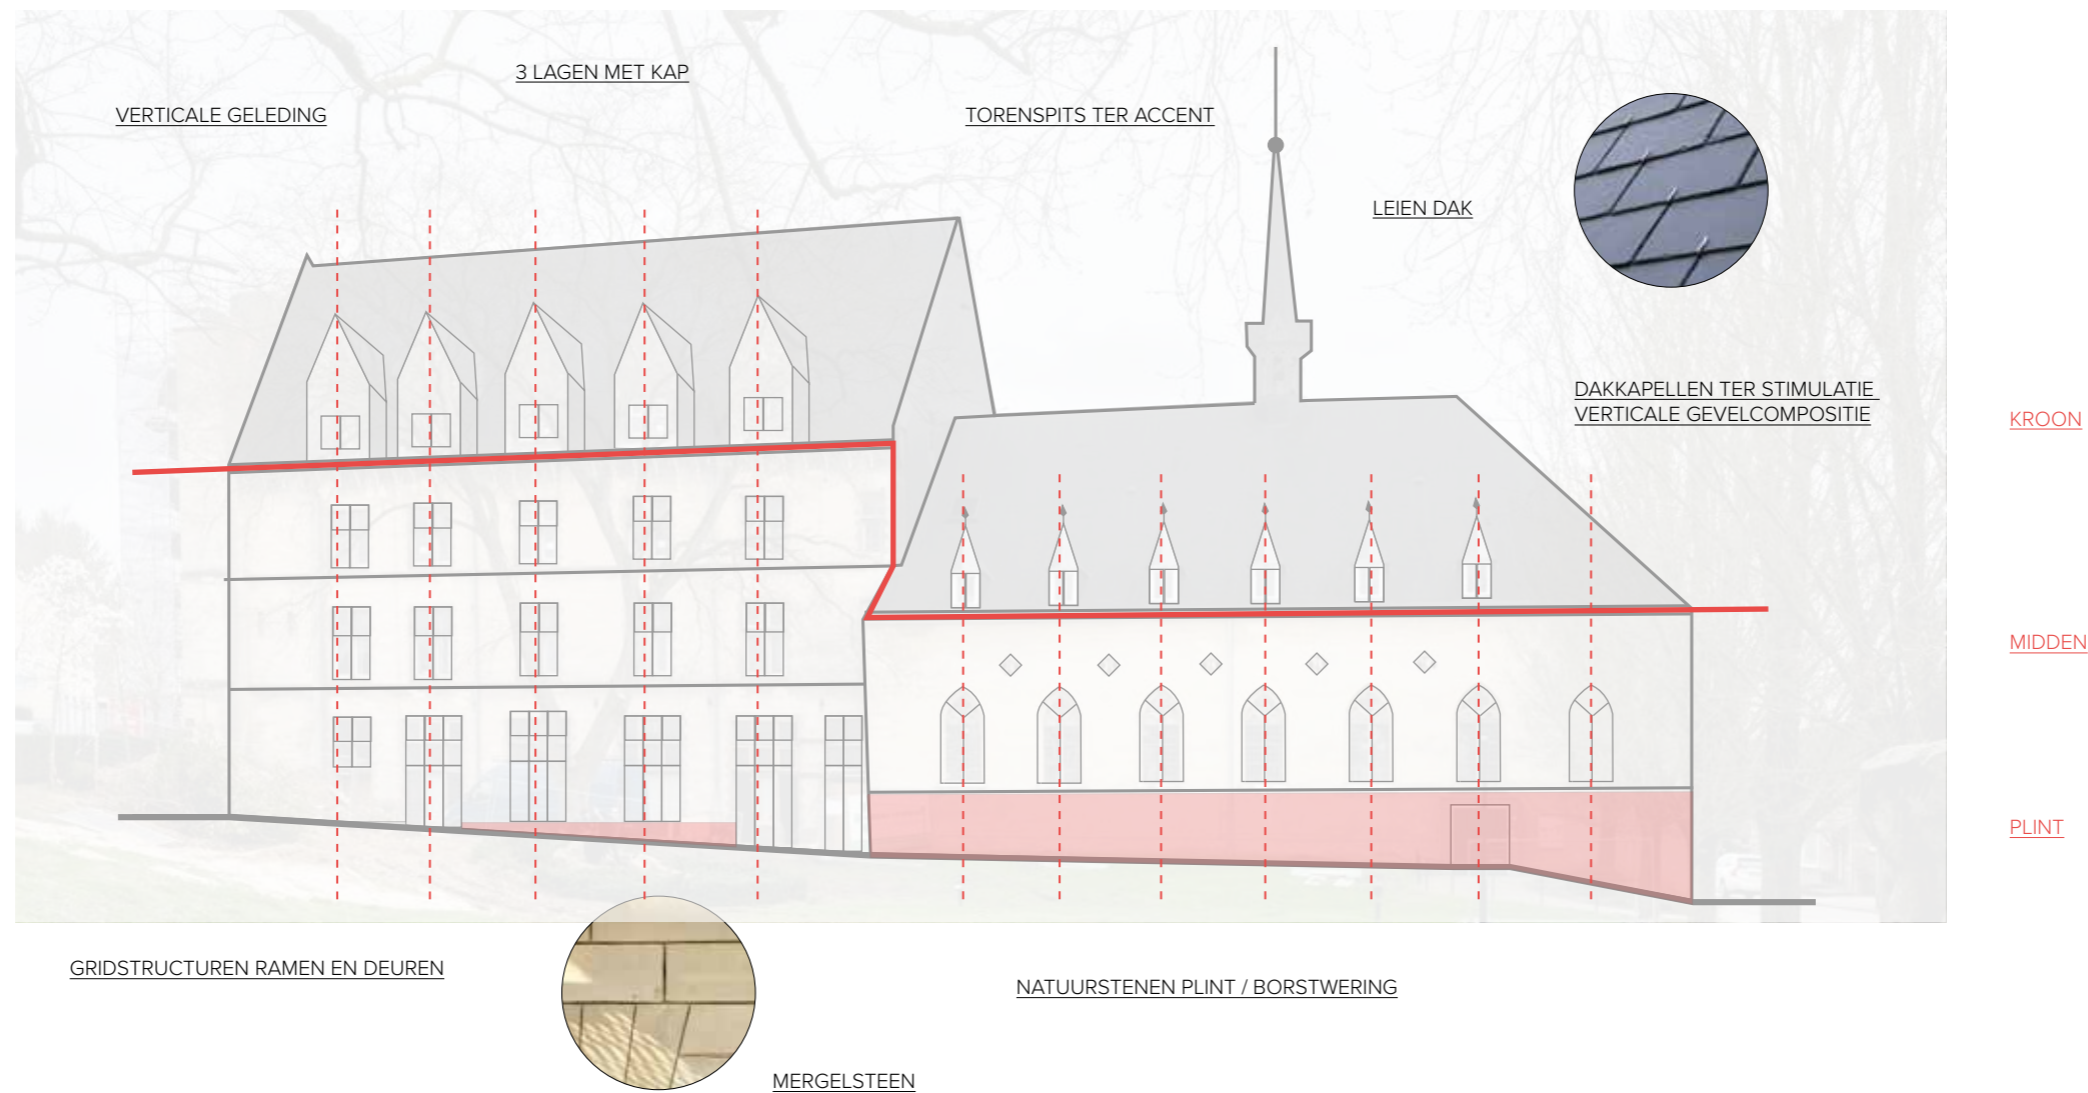 3 LAGEN MET KAP
VERTICALE GELEDING
TORENSPITS TER ACCENT
LEIEN DAK
DAKKAPELLEN TER STIMULATIE
VERTICALE GEVELCOMPOSITIE
KROON
MIDDEN
PLINT
GRIDSTRUCTUREN RAMEN EN DEUREN
NATUURSTENEN PLINT / BORSTWERING
MERGELSTEEN